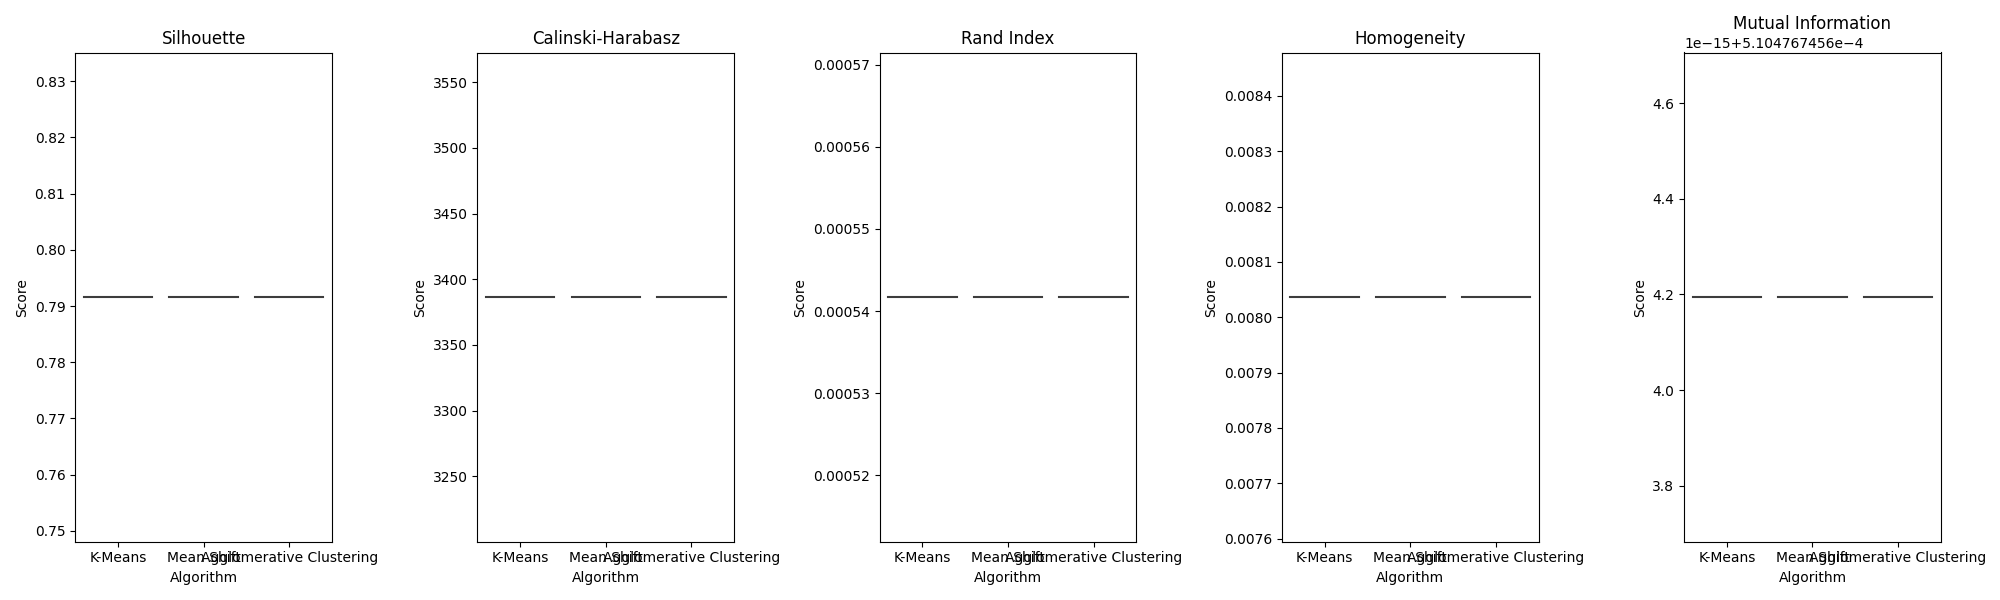 Silhouette
0.83
0.82
0.81
0.80
0.79
0.78
0.77
0.76
0.75
Score
K-Means Mean Shift Agglomerative Clustering
Algorithm
Calinski-Harabasz
3550
3500
3450
3400
3350
3300
3250
Score
K-Means Mean Shift Agglomerative Clustering
Algorithm
Rand Index
0.00057
0.00056
0.00055
0.00054
0.00053
0.00052
Score
K-Means Mean Shift Agglomerative Clustering
Algorithm
Homogeneity
0.0084
0.0083
0.0082
0.0081
0.0080
0.0079
0.0078
0.0077
0.0076
Score
K-Means Mean Shift Agglomerative Clustering
Algorithm
Mutual Information
1e−15+5.104767456e−4
4.6
4.4
4.2
4.0
3.8
Score
K-Means Mean Shift Agglomerative Clustering
Algorithm